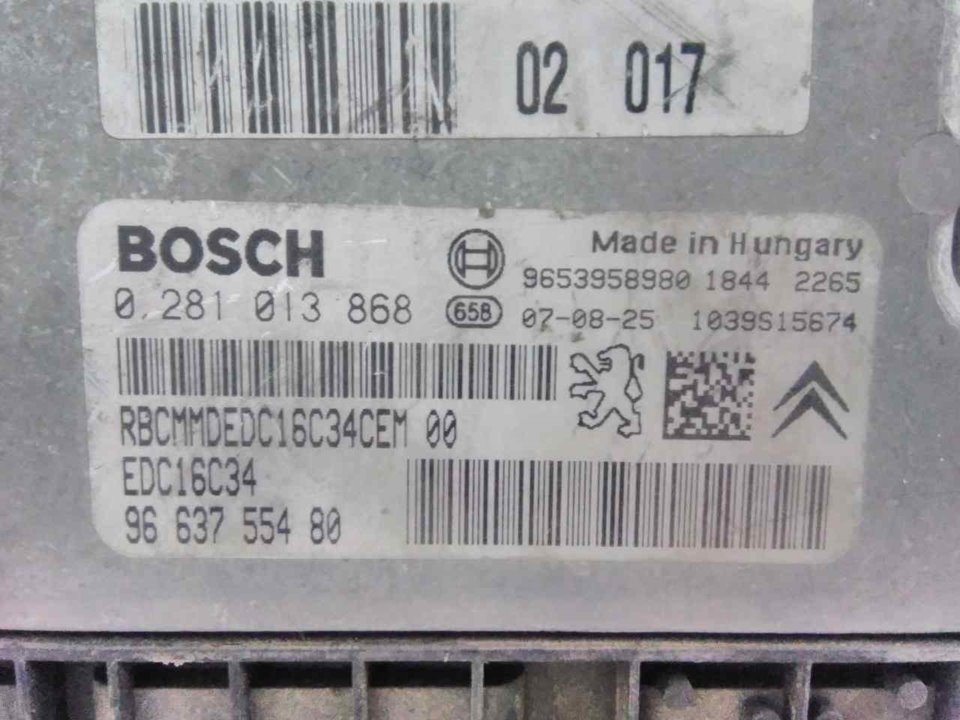 02 017
BOSCH
Made in Hungary
9653958980 1844 2265
0 281 013 868
658
07-08-25 1039S15674
RBCMMDEDC16C34CEM 00
EDC16C34
96 637 554 80